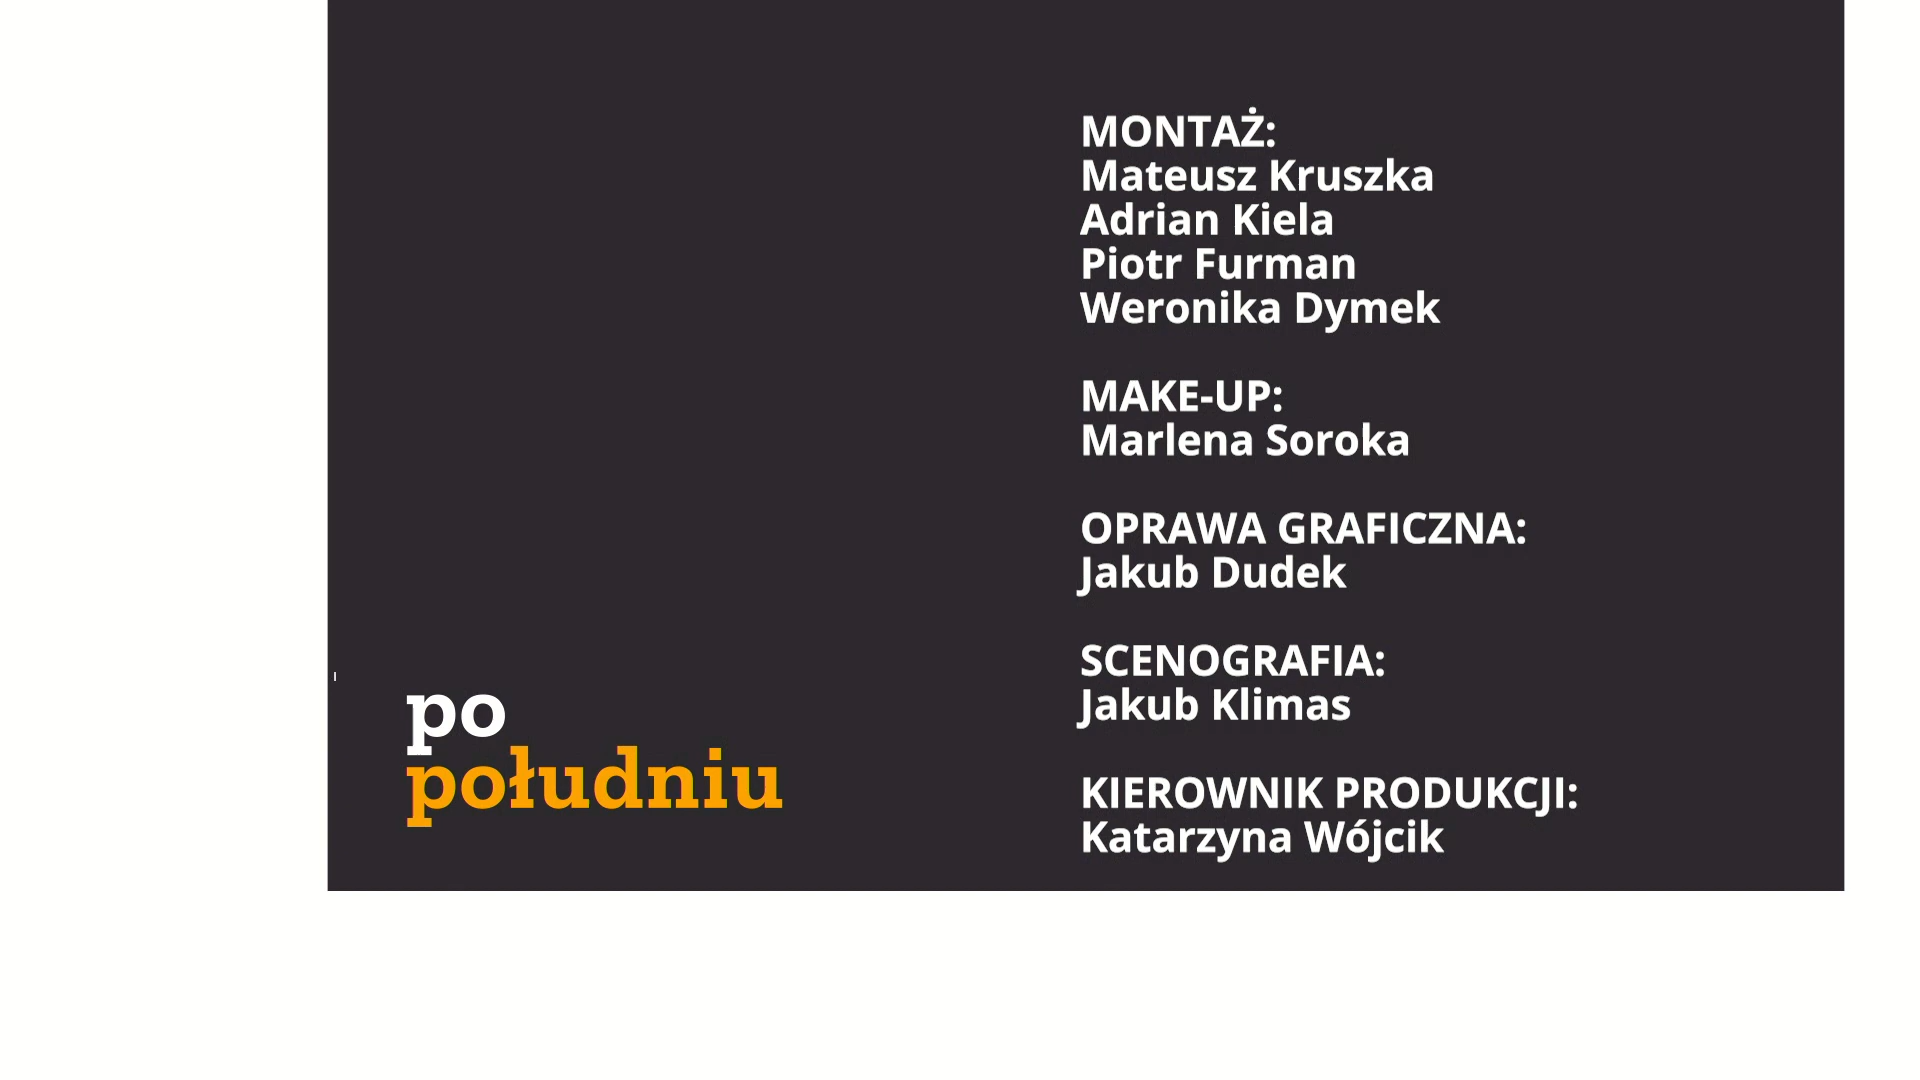 MONTAŻ:
Mateusz Kruszka
Adrian Kiela
Piotr Furman
Weronika Dymek
MAKE-UP:
Marlena Soroka
OPRAWA GRAFICZNA:
Jakub Dudek
SCENOGRAFIA:
Jakub Klimas
KIEROWNIK PRODUKCJI:
Katarzyna Wójcik
po
południu